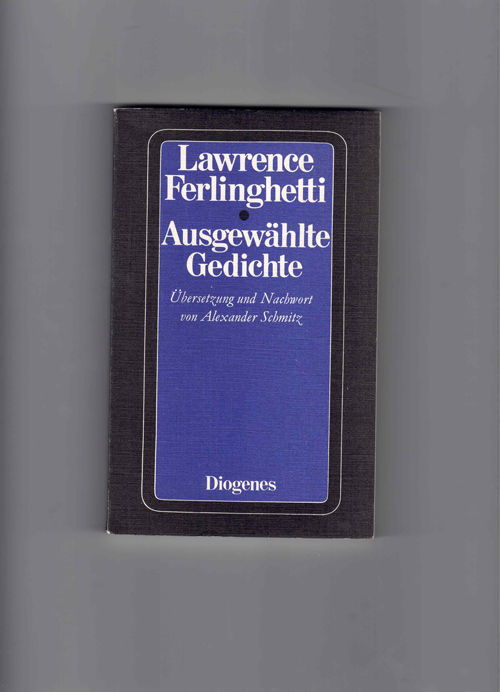 Lawrence
Ferlinghetti
Ausgewählte
Gedichte
Übersetzung und Nachwort
von Alexander Schmitz
Diogenes